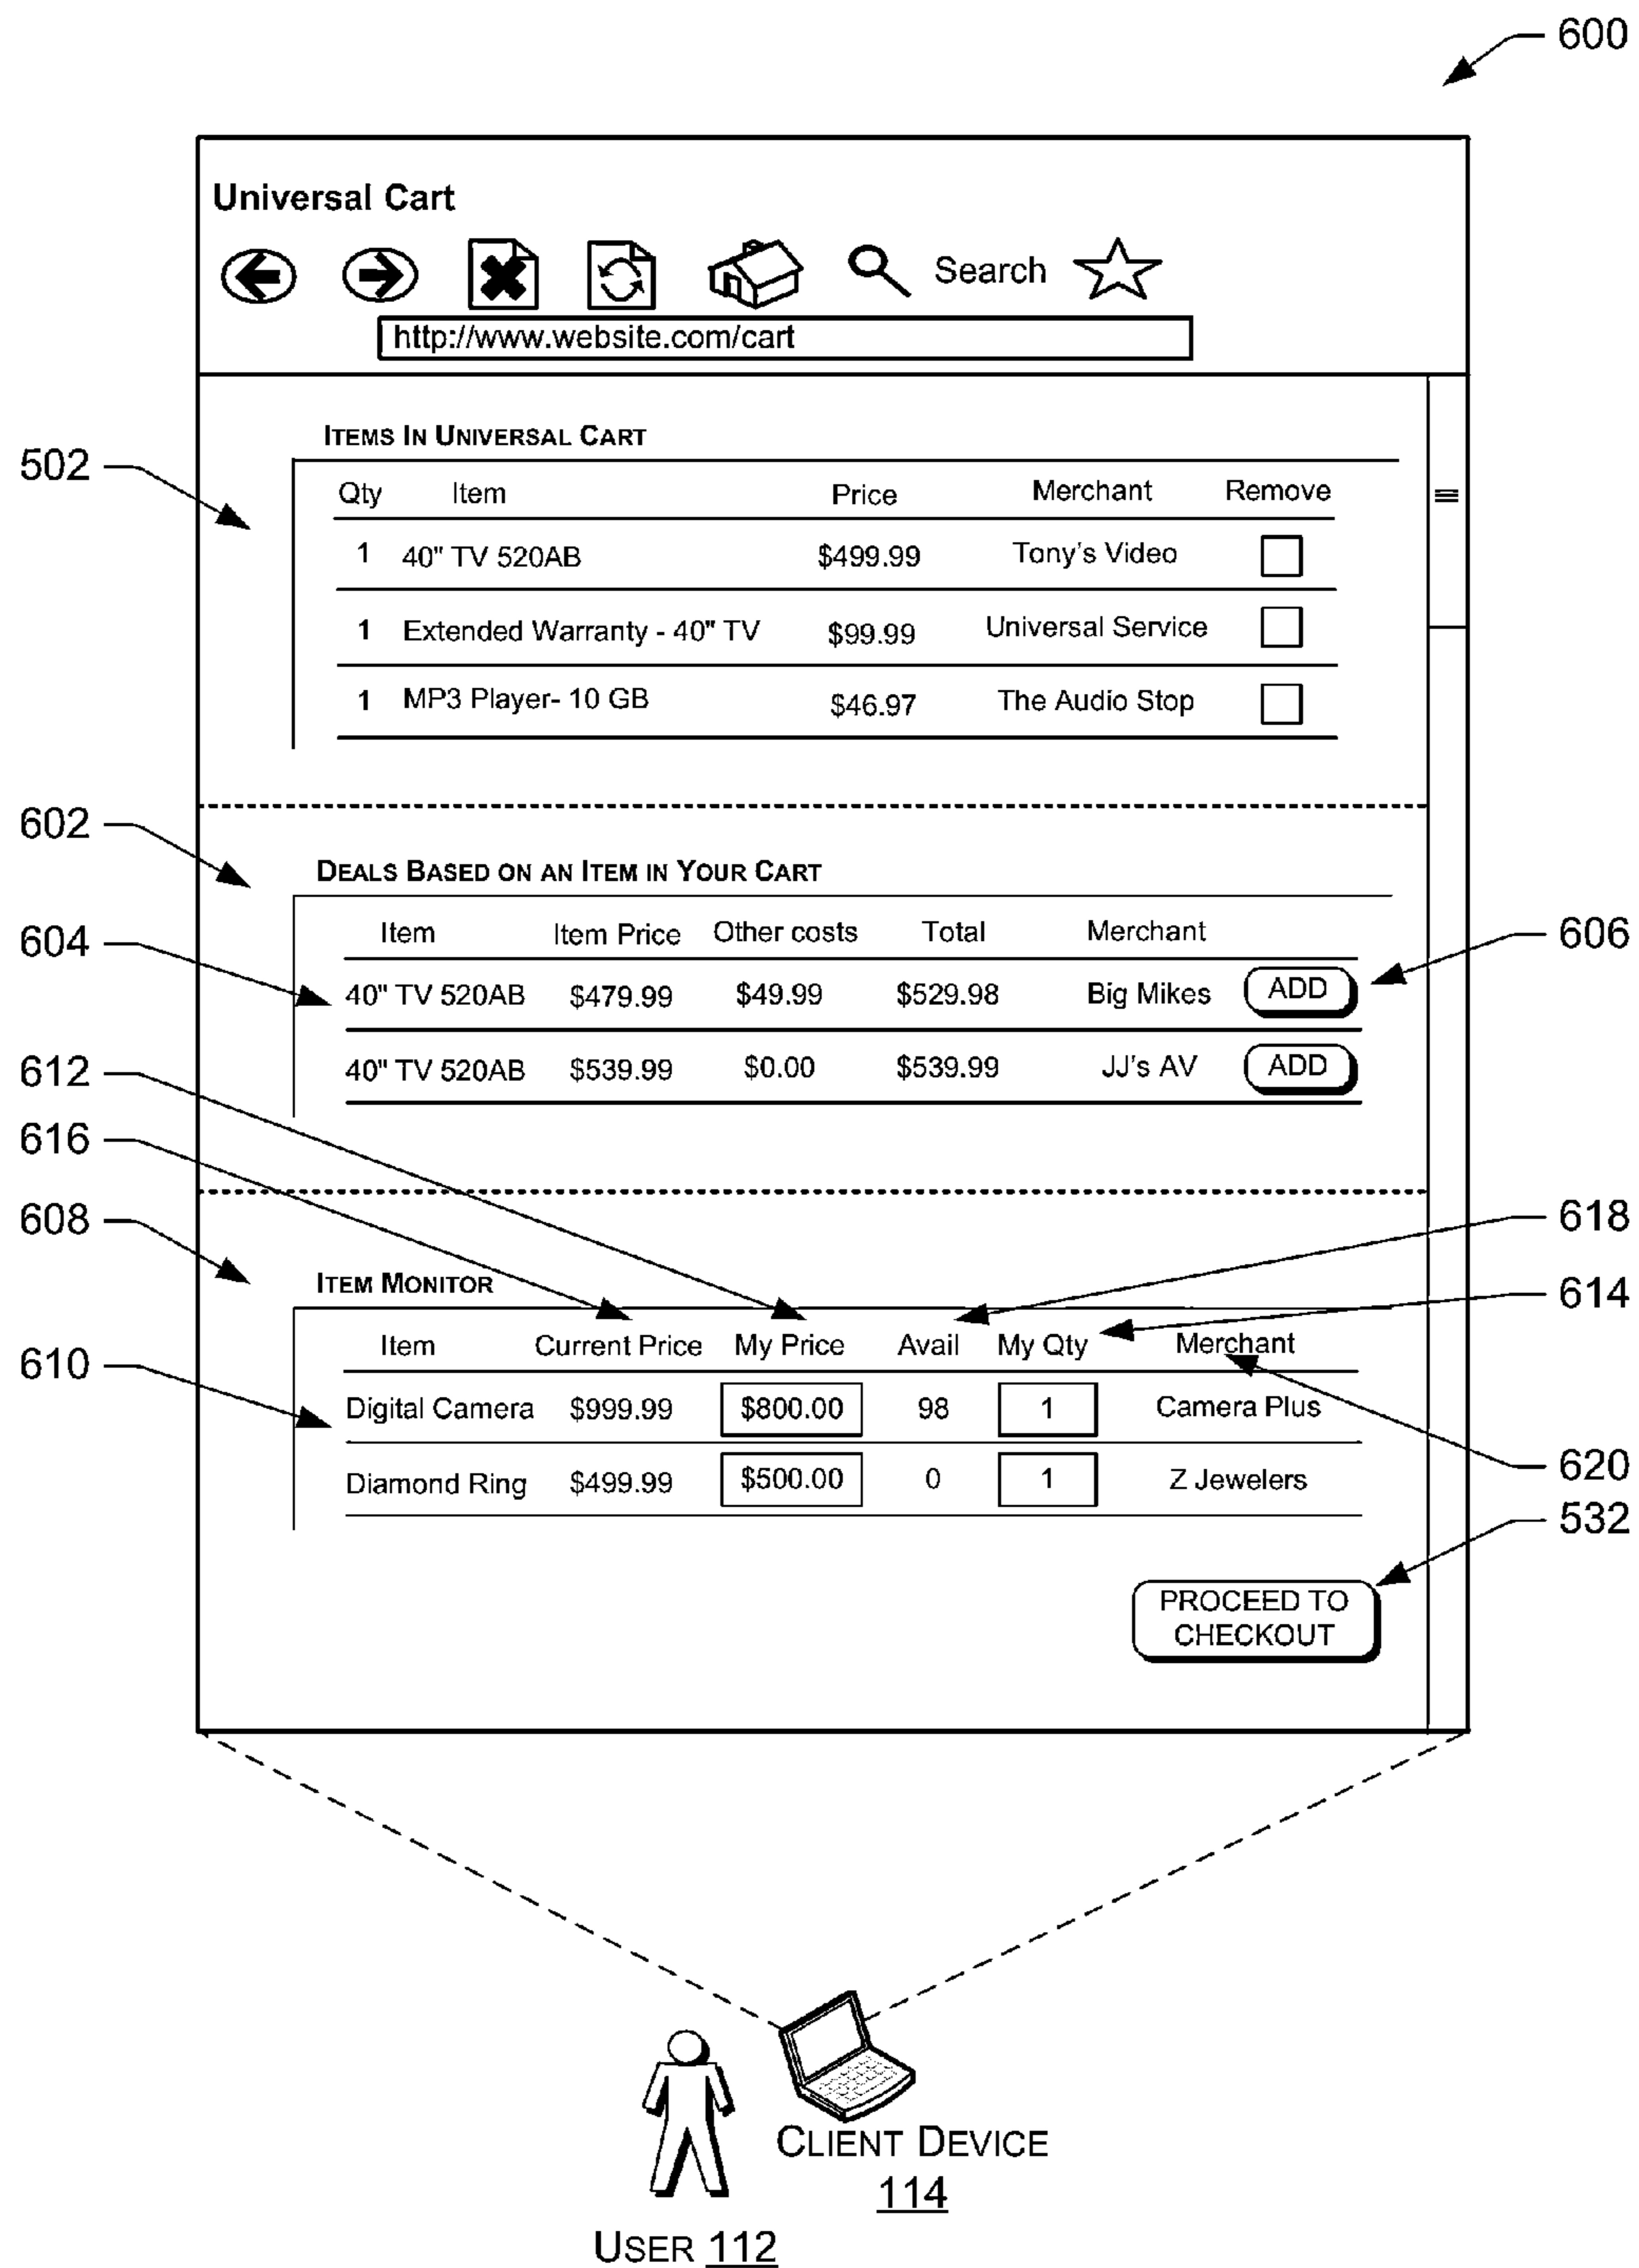 600
Universal Cart
Search
http://www.website.com/cart
ITEMS IN UNIVERSAL CART
502
Qty Item Price Merchant Remove
1 40" TV 520AB $499.99 Tony's Video
1 Extended Warranty - 40" TV $99.99 Universal Service
1 MP3 Player- 10 GB $46.97 The Audio Stop
602
DEALS BASED ON AN ITEM IN YOUR CART
604 Item Item Price Other costs Total Merchant 606
40" TV 520AB $479.99 $49.99 $529.98 Big Mikes ADD
40" TV 520AB $539.99 $0.00 $539.99 JJ's AV ADD
612
616
608 618
ITEM MONITOR 614
610 Item Current Price My Price Avail My Qty Merchant
Digital Camera $999.99 $800.00 98 1 Camera Plus
Diamond Ring $499.99 $500.00 0 1 Z Jewelers 620
532
PROCEED TO
CHECKOUT
CLIENT DEVICE
114
USER 112